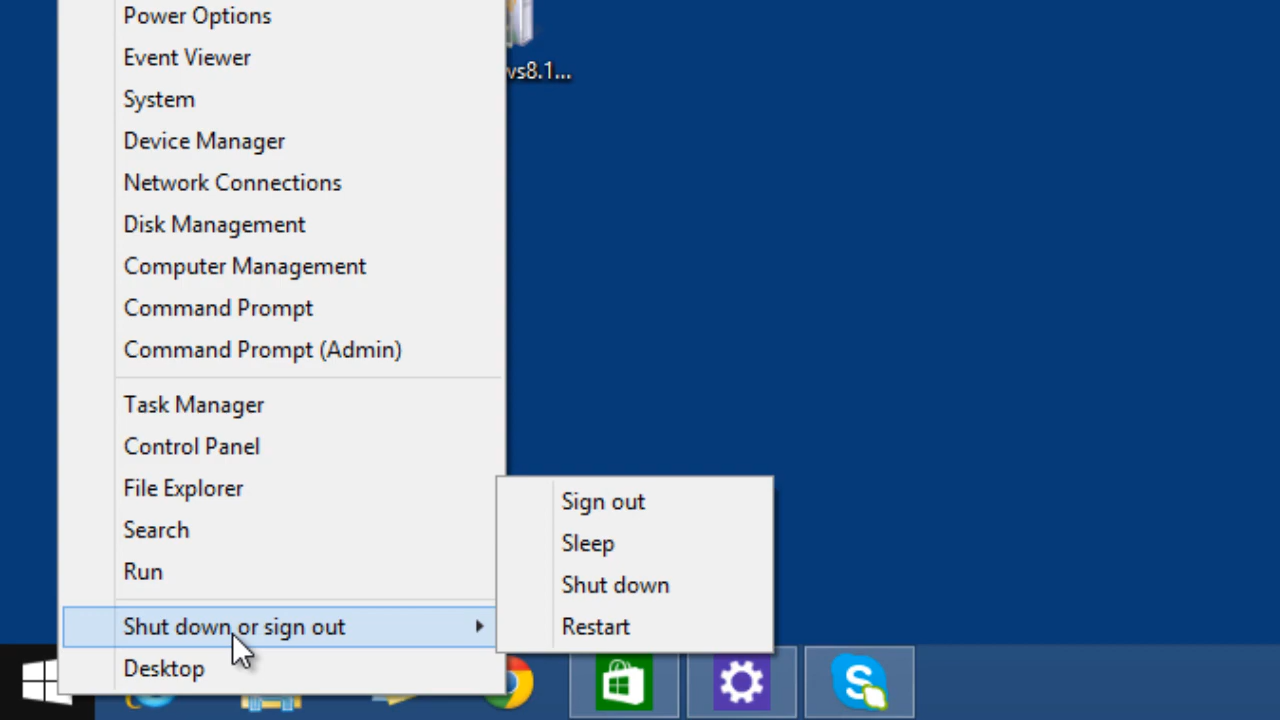 Power Options
Event Viewer
System
Device Manager
Network Connections
Disk Management
Computer Management
Command Prompt
Command Prompt (Admin)
Task Manager
Control Panel
File Explorer
Search
Run
Shut down or sign out
Desktop
Sign out
Sleep
Shut down
Restart
vs8.1...